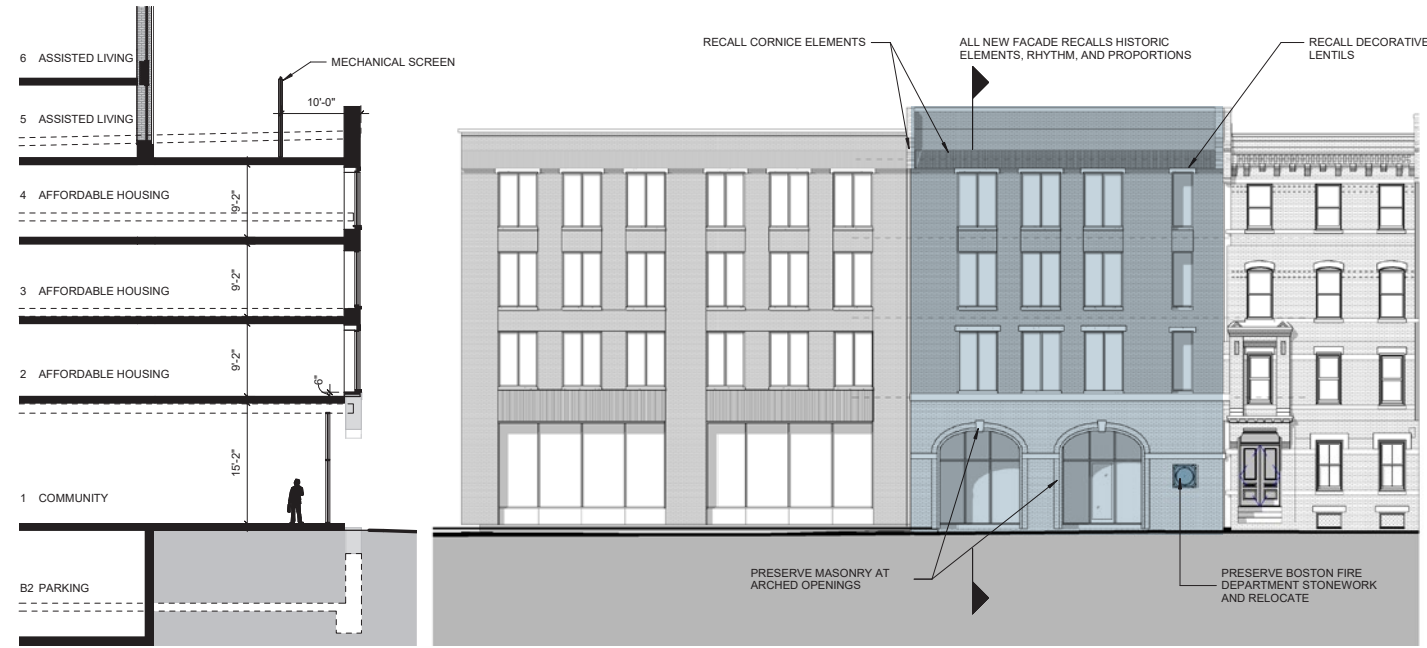 6 ASSISTED LIVING
MECHANICAL SCREEN
10'-0"
5 ASSISTED LIVING
4 AFFORDABLE HOUSING
9'-2"
3 AFFORDABLE HOUSING
9'-2"
2 AFFORDABLE HOUSING
9'-2"
6"
15'-2"
1 COMMUNITY
B2 PARKING
RECALL CORNICE ELEMENTS
ALL NEW FACADE RECALLS HISTORIC
ELEMENTS, RHYTHM, AND PROPORTIONS
RECALL DECORATIVE
LENTILS
PRESERVE MASONRY AT
ARCHED OPENINGS
PRESERVE BOSTON FIRE
DEPARTMENT STONEWORK
AND RELOCATE